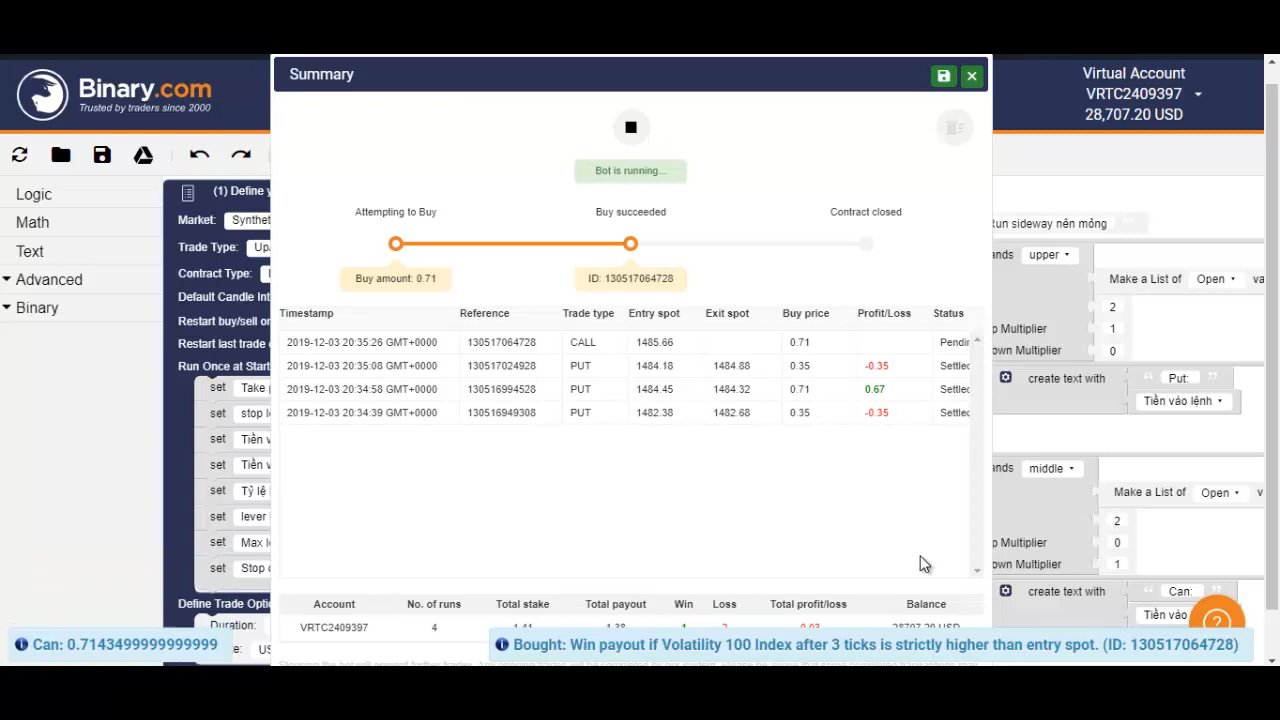 Binary.com
Trusted by traders since 2000
Summary
Virtual Account
VRTC2409397
28,707.20 USD
Bot is running...
Attempting to Buy
Buy succeeded
Contract closed
Buy amount: 0.71
ID: 130517064728
Timestamp Reference Trade type Entry spot Exit spot Buy price Profit/Loss Status
2019-12-03 20:35:26 GMT+0000 130517064728 CALL 1485.66 0.71 Pendin
2019-12-03 20:35:08 GMT+0000 130517024928 PUT 1484.18 1484.88 0.35 -0.35 Settled
2019-12-03 20:34:58 GMT+0000 130516994528 PUT 1484.45 1484.32 0.71 0.67 Settled
2019-12-03 20:34:39 GMT+0000 130516949308 PUT 1482.38 1482.68 0.35 -0.35 Settled
Account No. of runs Total stake Total payout Win Loss Total profit/loss Balance
VRTC2409397 4
Logic
Math
Text
Advanced
Binary
(1) Define y
Market: Synthet
Trade Type:
Contract Type:
Default Candle Int
Restart buy/sell on
Restart last trade
Run Once at Start
set Take
set stop l
set Tiền v
set Tiền v
set Tỷ lệ
set lever
set Max l
set Stop
Define Trade Optio
Duration:
Run sideway nên mỏng
ands upper
Make a List of Open va
2
p Multiplier 1
own Multiplier 0
create text with Put:
Tiền vào lệnh
ands middle
Make a List of Open v
2
p Multiplier 0
own Multiplier 1
create text with Can:
Tiền vào
?
Can: 0.7143499999999999
Bought: Win payout if Volatility 100 Index after 3 ticks is strictly higher than entry spot. (ID: 130517064728)